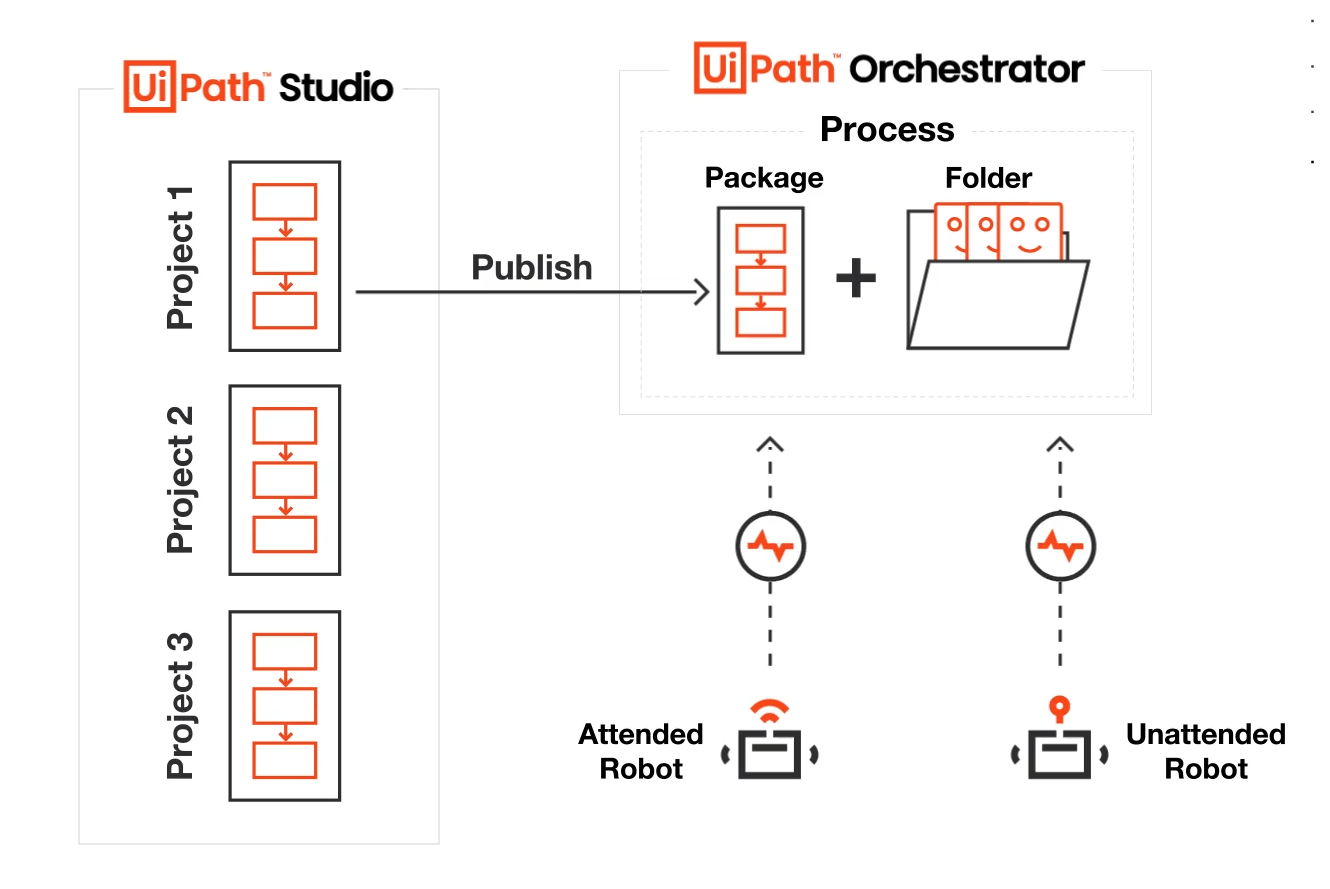 UiPath™ Studio
Project 1
Project 2
Project 3
Publish
UiPath™ Orchestrator
Process
Package
Folder
+
Attended
Robot
Unattended
Robot